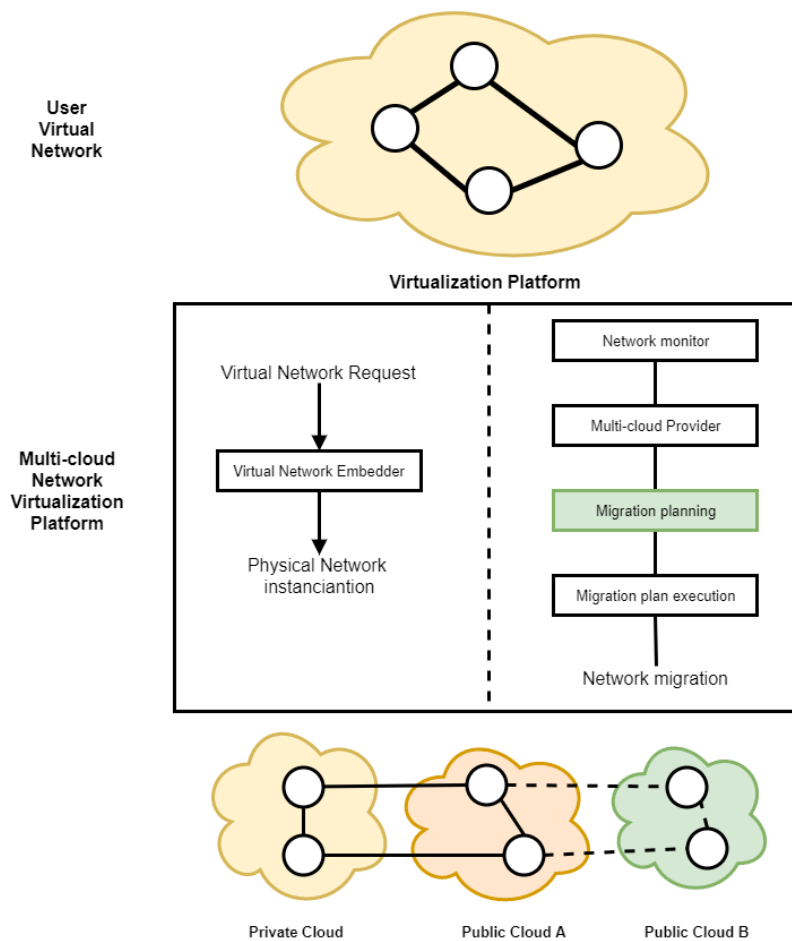 User
Virtual
Network
Virtualization Platform
Multi-cloud
Network
Virtualization
Platform
Virtual Network Request
Virtual Network Embedder
Physical Network
instanciantion
Network monitor
Multi-cloud Provider
Migration planning
Migration plan execution
Network migration
Private Cloud
Public Cloud A
Public Cloud B